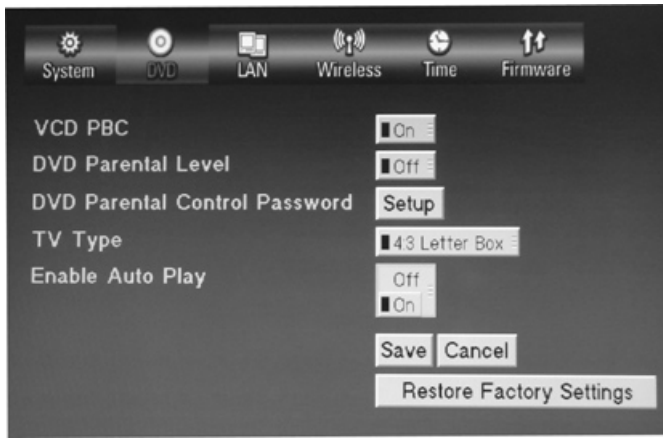 System DVD LAN Wireless Time Firmware
VCD PBC On
DVD Parental Level Off
DVD Parental Control Password Setup
TV Type 4:3 Letter Box
Enable Auto Play Off
On
Save Cancel
Restore Factory Settings